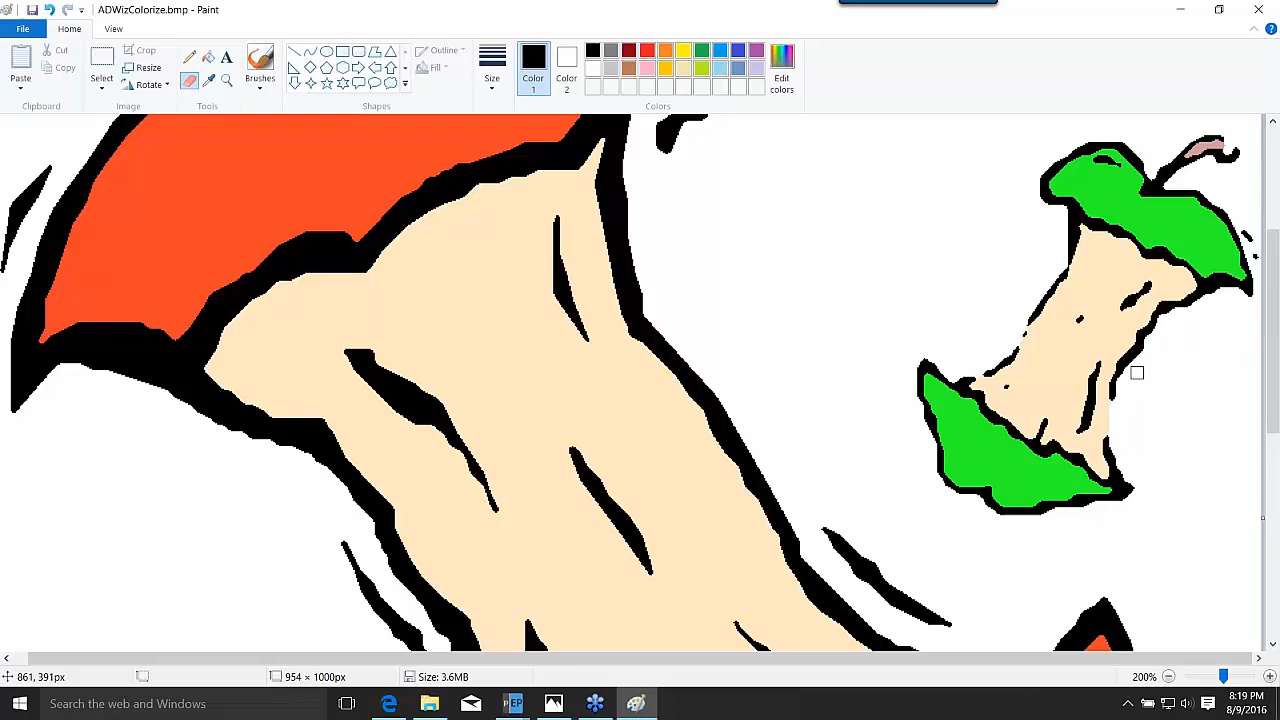 ADWizColorize.bmp - Paint
File Home View
Paste
Cut
Copy
Clipboard
Select
Crop
Resize
Rotate
Image
A
Tools
Brushes
Outline
Fill
Shapes
Size
Color 1
Color 2
Edit colors
Colors
861, 391px
954 × 1000px
Size: 3.6MB
200%
Search the web and Windows
PEP
8:19 PM
8/9/2016